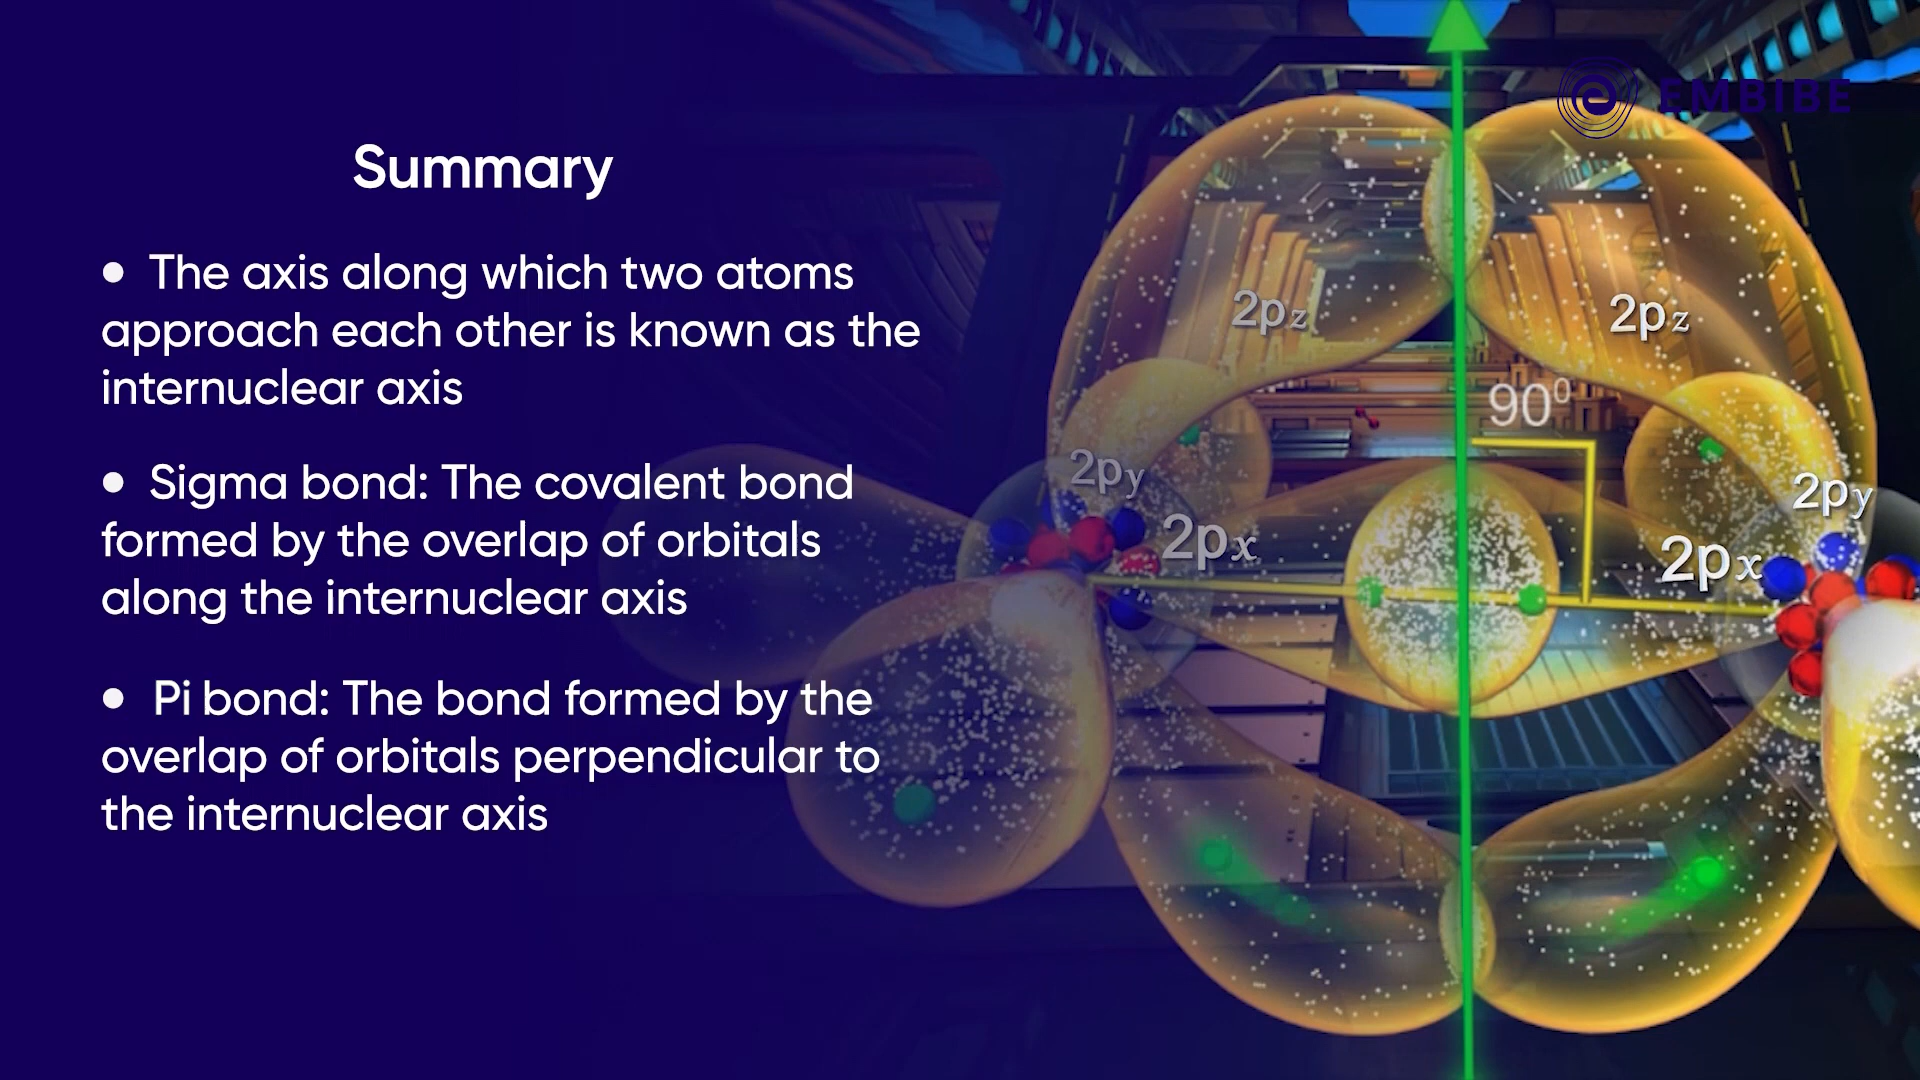 EMBIBE
Summary
• The axis along which two atoms
approach each other is known as the
internuclear axis
• Sigma bond: The covalent bond
formed by the overlap of orbitals
along the internuclear axis
• Pi bond: The bond formed by the
overlap of orbitals perpendicular to
the internuclear axis
2pz 2pz
90⁰
2py 2py
2px 2px